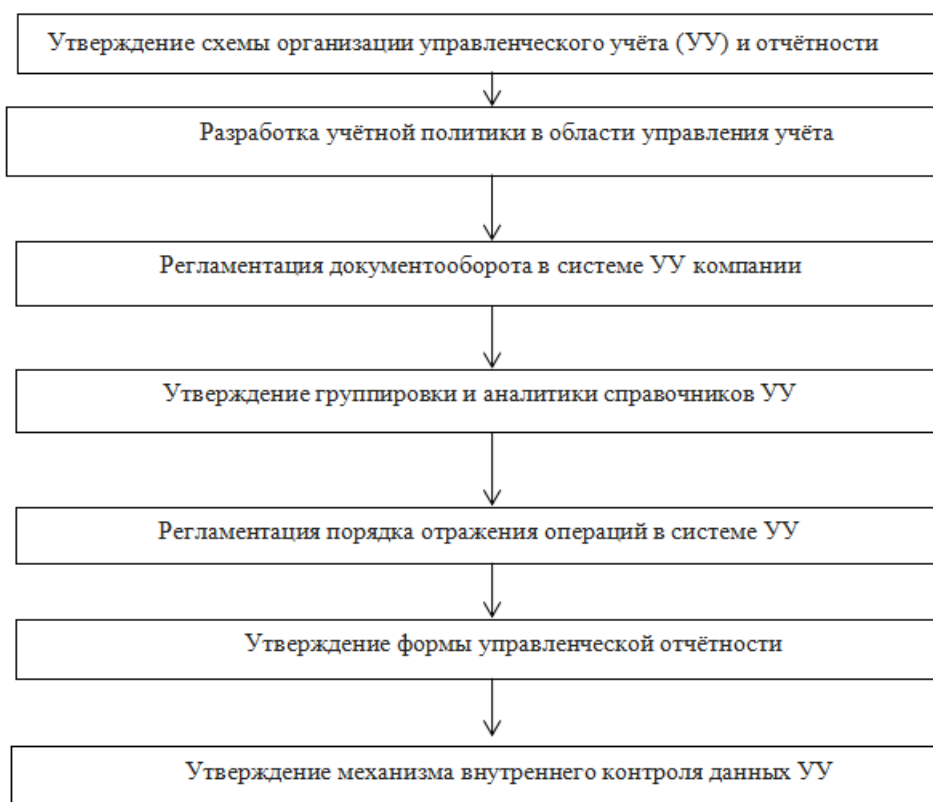 Утверждение схемы организации управленческого учёта (УУ) и отчётности
Разработка учётной политики в области управления учёта
Регламентация документооборота в системе УУ компании
Утверждение группировки и аналитики справочников УУ
Регламентация порядка отражения операций в системе УУ
Утверждение формы управленческой отчётности
Утверждение механизма внутреннего контроля данных УУ